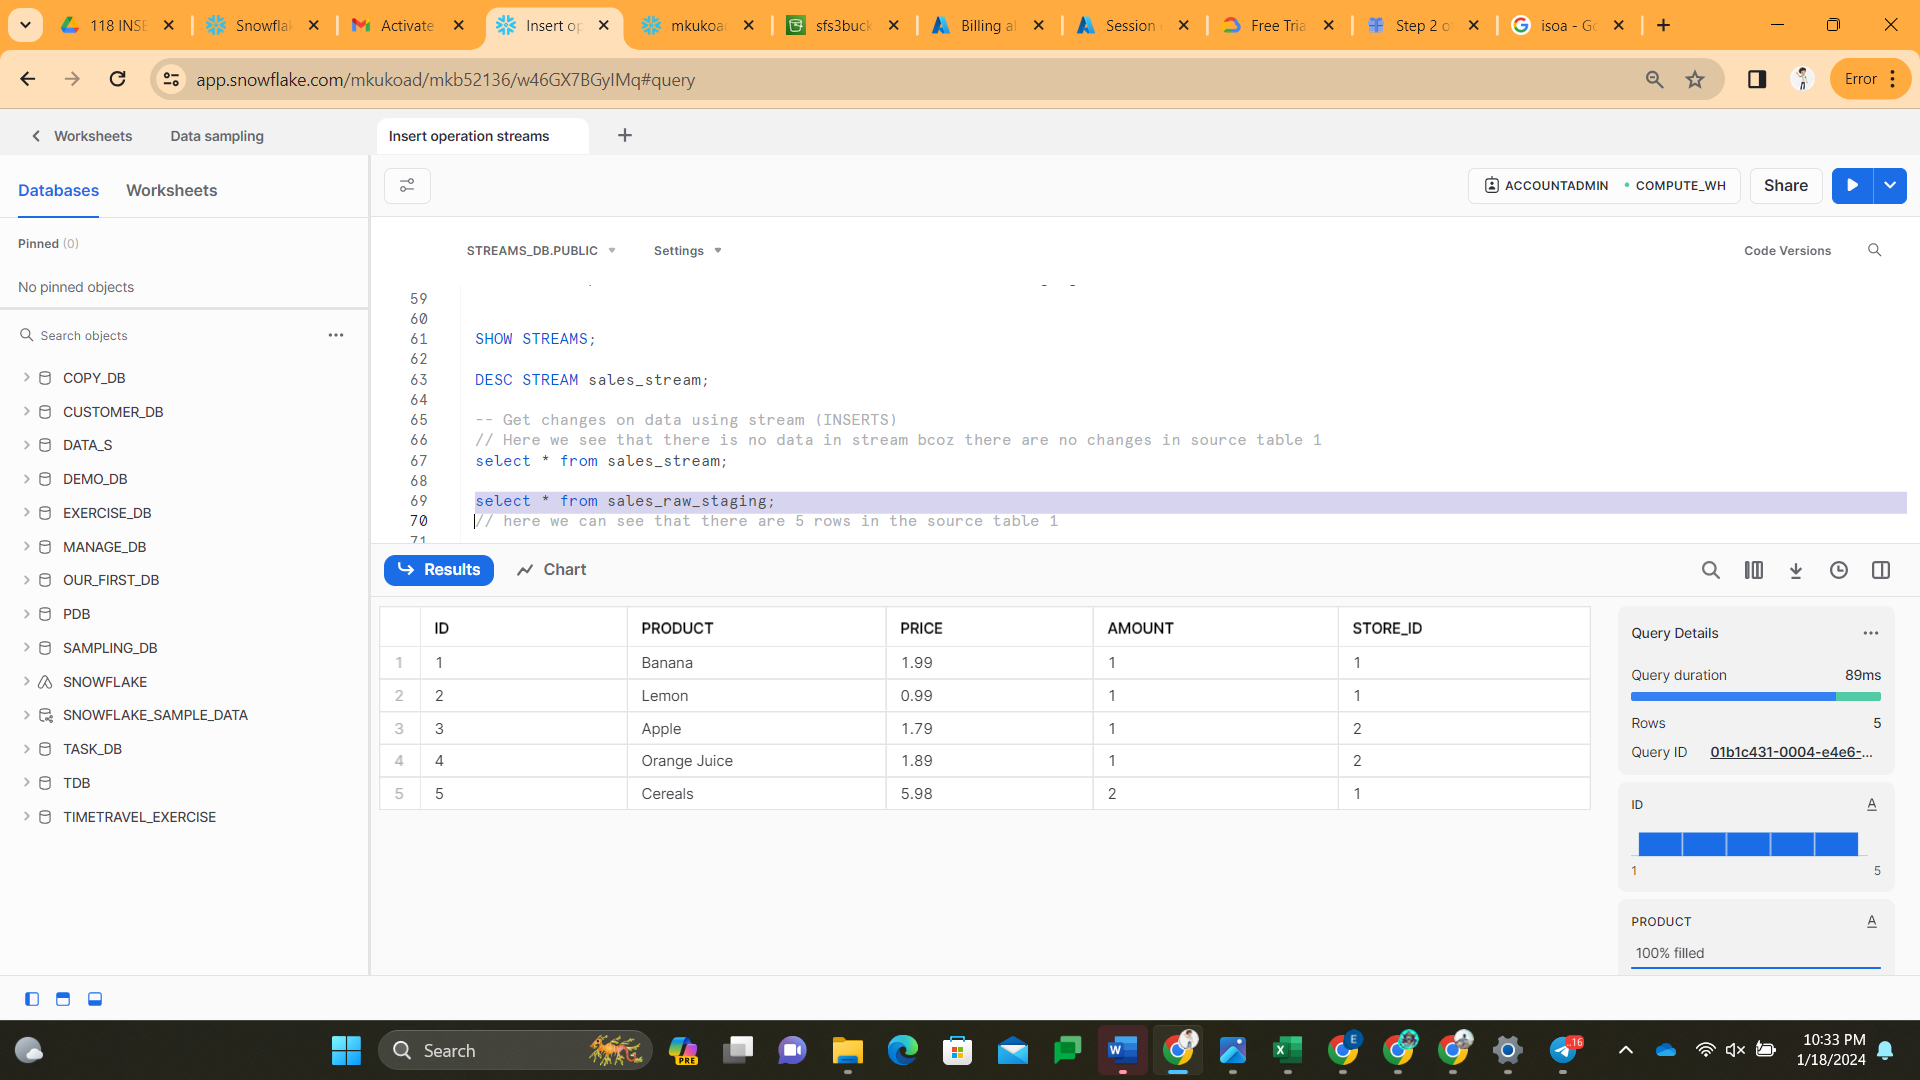 118 INSE
Snowfla
Activate
Insert op
mkukoad
sfs3buck
Billing al
Session
Free Tria
Step 2 o
isoa - Go
app.snowflake.com/mkukoad/mkb52136/w46GX7BGyIMq#query
Error
Worksheets
Data sampling
Insert operation streams
Databases
Worksheets
ACCOUNTADMIN
COMPUTE_WH
Share
Pinned (0)
No pinned objects
STREAMS_DB.PUBLIC
Settings
Code Versions
Search objects
COPY_DB
CUSTOMER_DB
DATA_S
DEMO_DB
EXERCISE_DB
MANAGE_DB
OUR_FIRST_DB
PDB
SAMPLING_DB
SNOWFLAKE
SNOWFLAKE_SAMPLE_DATA
TASK_DB
TDB
TIMETRAVEL_EXERCISE
59
60
61 SHOW STREAMS;
62
63 DESC STREAM sales_stream;
64
65 -- Get changes on data using stream (INSERTS)
66 // Here we see that there is no data in stream bcoz there are no changes in source table 1
67 select * from sales_stream;
68
69 select * from sales_raw_staging;
70 // here we can see that there are 5 rows in the source table 1
71
Results
Chart
ID PRODUCT PRICE AMOUNT STORE_ID
1 1 Banana 1.99 1 1
2 2 Lemon 0.99 1 1
3 3 Apple 1.79 1 2
4 4 Orange Juice 1.89 1 2
5 5 Cereals 5.98 2 1
Query Details
Query duration 89ms
Rows 5
Query ID 01b1c431-0004-e4e6-...
ID A
1 5
PRODUCT A
100% filled
Search
PRE
E
16
10:33 PM
1/18/2024